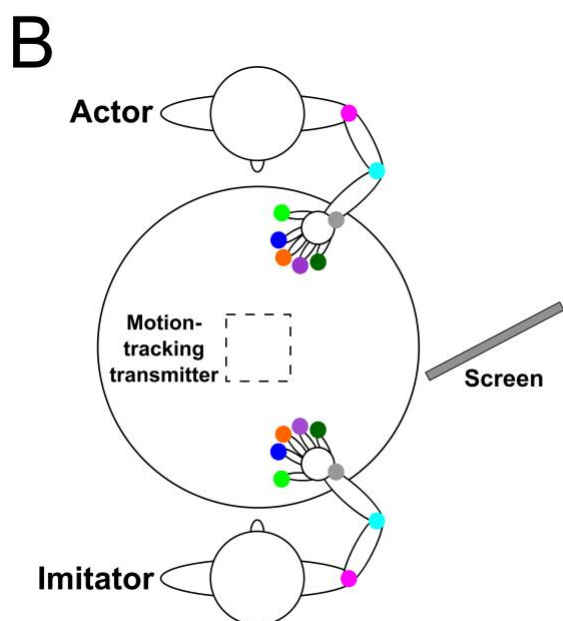 B
Actor
Motion-
tracking
transmitter
Screen
Imitator